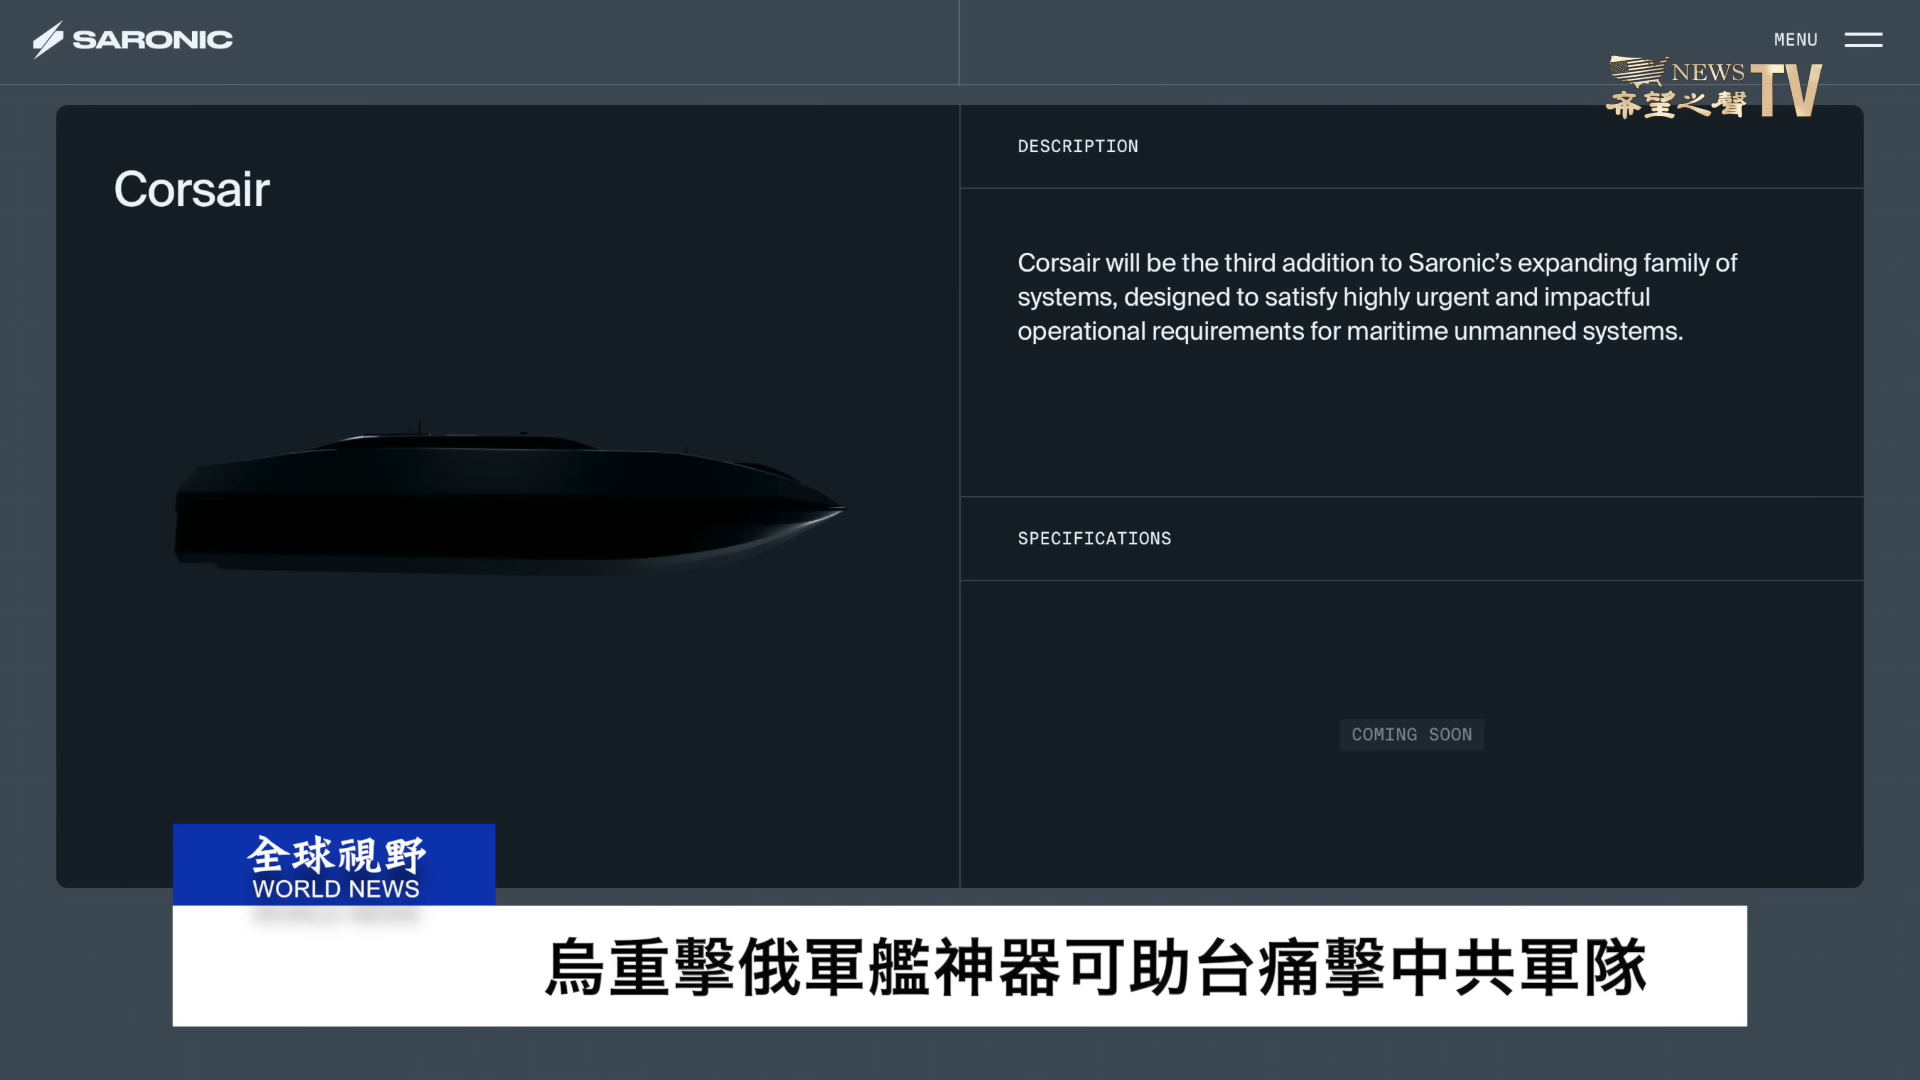 SARONIC
MENU
NEWS
希望之聲
TV
Corsair
DESCRIPTION
Corsair will be the third addition to Saronic’s expanding family of
systems, designed to satisfy highly urgent and impactful
operational requirements for maritime unmanned systems.
SPECIFICATIONS
COMING SOON
全球視野
WORLD NEWS
烏重擊俄軍艦神器可助台痛擊中共軍隊